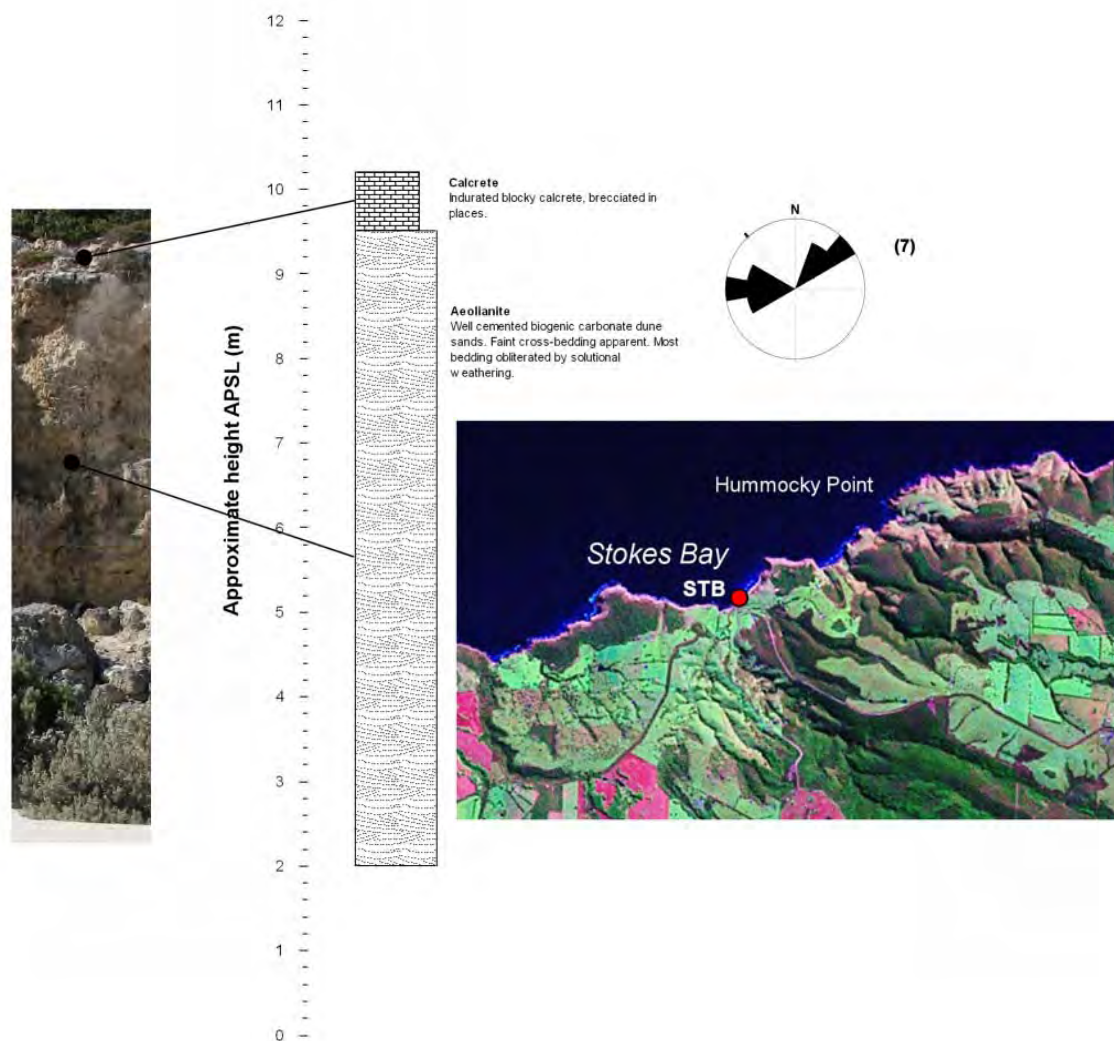 12
11
10
9
8
7
6
5
4
3
2
1
0
Approximate height APSL (m)
Calcrete
Indurated blocky calcrete, brecciated in
places.
Aeolianite
Well cemented biogenic carbonate dune
sands. Faint cross-bedding apparent. Most
bedding obliterated by solutional
w eathering.
N
(7)
Hummocky Point
Stokes Bay
STB